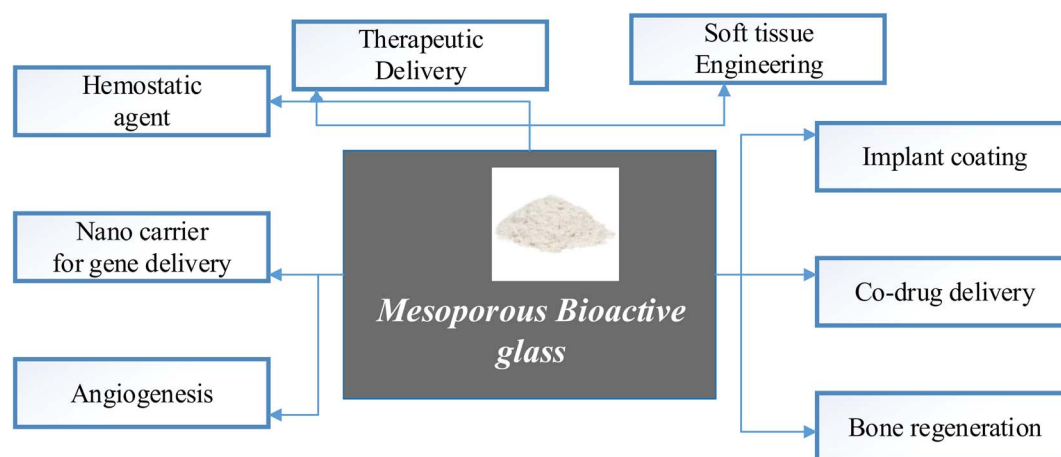 Therapeutic
Delivery
Soft tissue
Engineering
Hemostatic
agent
Implant coating
Nano carrier
for gene delivery
Co-drug delivery
Mesoporous Bioactive
glass
Angiogenesis
Bone regeneration